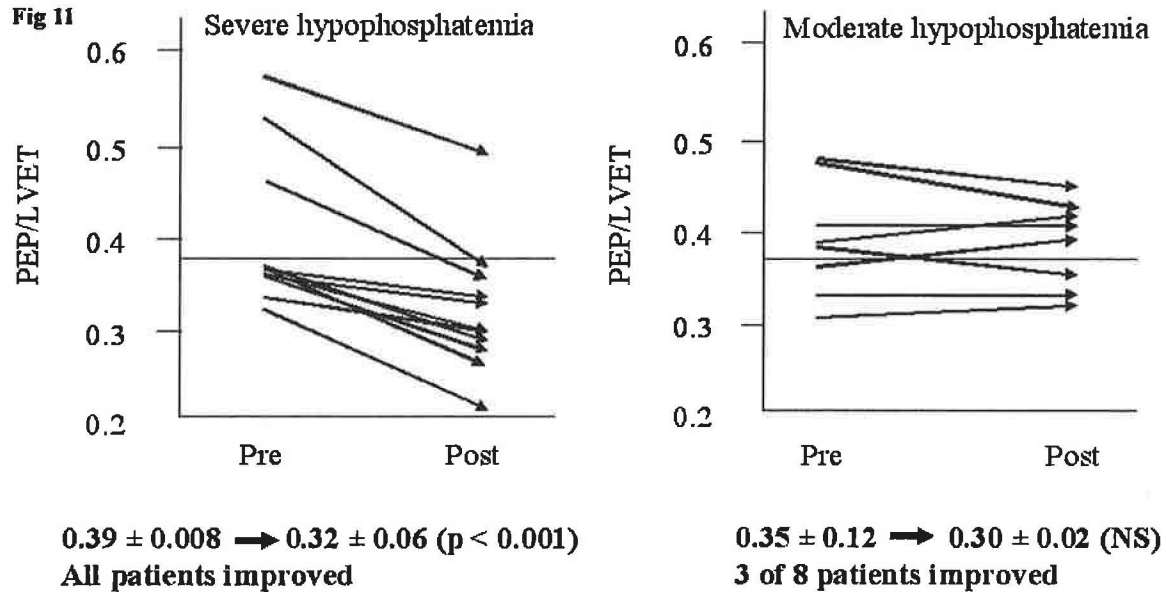 Fig 11
Severe hypophosphatemia
PEP/LVET
0.6
0.5
0.4
0.3
0.2
Pre Post
0.39 ± 0.008 → 0.32 ± 0.06 (p < 0.001)
All patients improved
Moderate hypophosphatemia
PEP/LVET
0.6
0.5
0.4
0.3
0.2
Pre Post
0.35 ± 0.12 → 0.30 ± 0.02 (NS)
3 of 8 patients improved